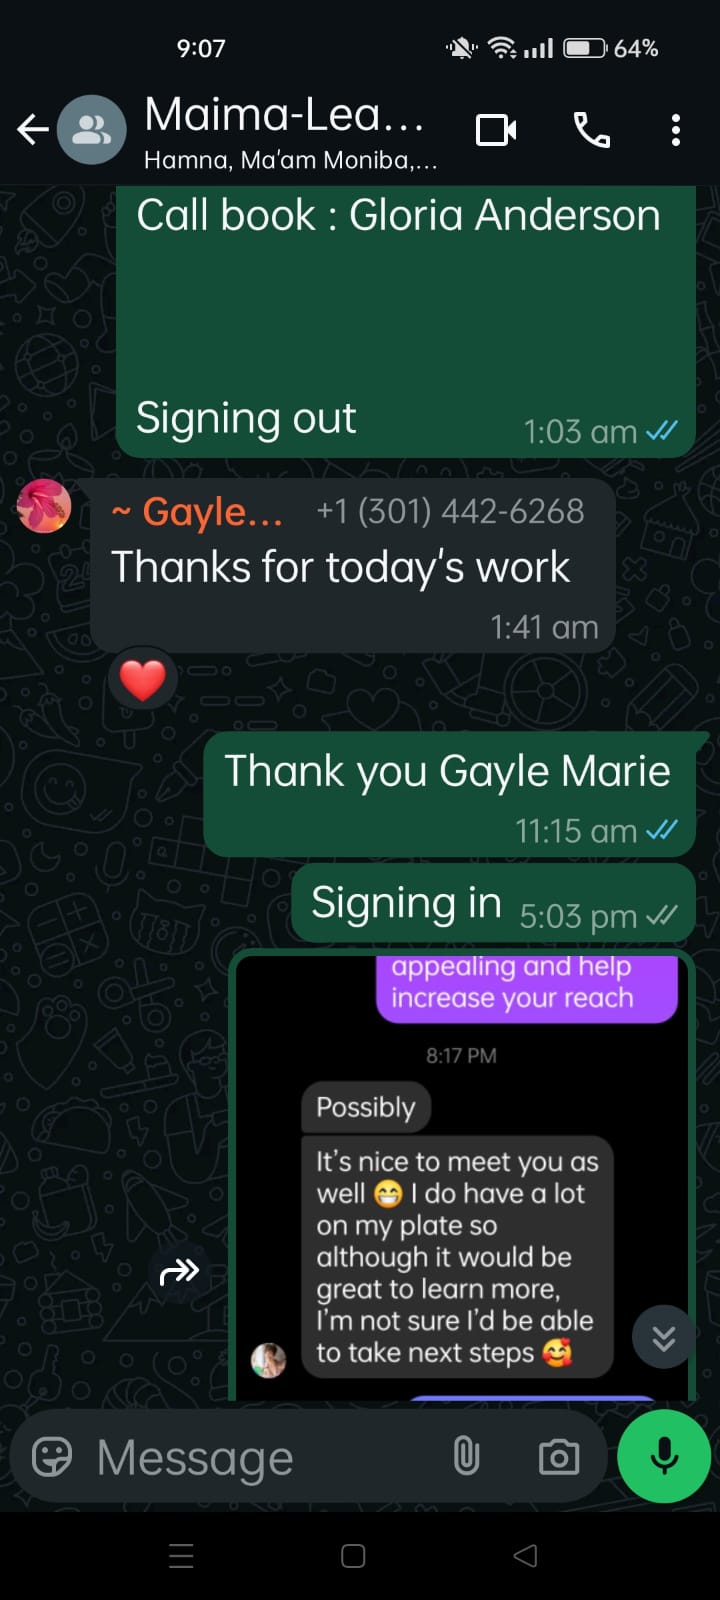 9:07
64%
Maima-Lea...
Hamna, Ma'am Moniba,...
Call book : Gloria Anderson
Signing out
1:03 am
~ Gayle... +1 (301) 442-6268
Thanks for today's work
1:41 am
❤️
Thank you Gayle Marie
11:15 am
Signing in 5:03 pm
appealing and help
increase your reach
8:17 PM
Possibly
It's nice to meet you as
well 😁 I do have a lot
on my plate so
although it would be
great to learn more,
I'm not sure I'd be able
to take next steps 🥰
Message